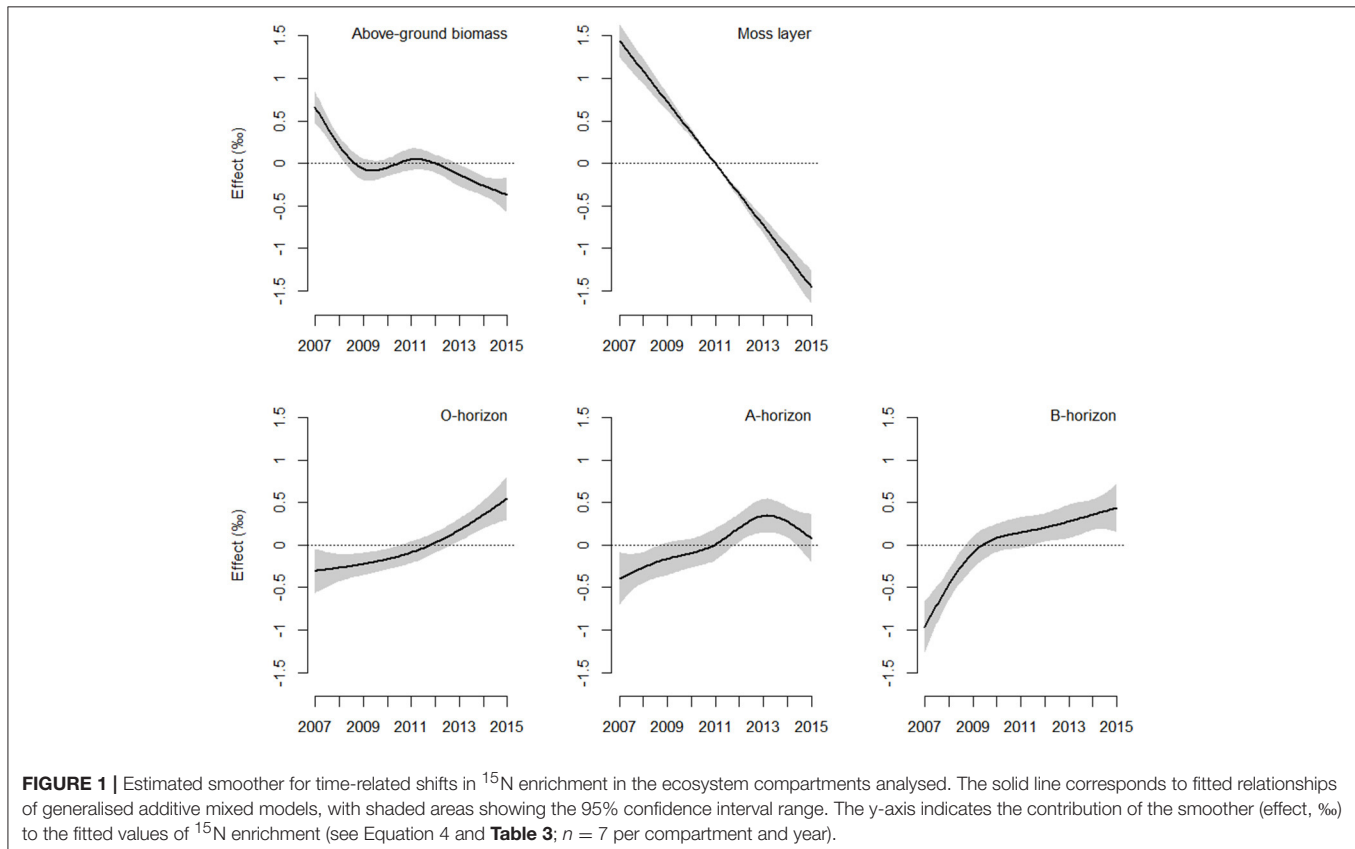 Above-ground biomass
Effect (‰)
1.5
1
0.5
0
-0.5
-1
-1.5
2007 2009 2011 2013 2015
Moss layer
1.5
1
0.5
0
-0.5
-1
-1.5
2007 2009 2011 2013 2015
O-horizon
Effect (‰)
1.5
1
0.5
0
-0.5
-1
-1.5
2007 2009 2011 2013 2015
A-horizon
1.5
1
0.5
0
-0.5
-1
-1.5
2007 2009 2011 2013 2015
B-horizon
1.5
1
0.5
0
-0.5
-1
-1.5
2007 2009 2011 2013 2015
FIGURE 1 | Estimated smoother for time-related shifts in ¹⁵N enrichment in the ecosystem compartments analysed. The solid line corresponds to fitted relationships
of generalised additive mixed models, with shaded areas showing the 95% confidence interval range. The y-axis indicates the contribution of the smoother (effect, ‰)
to the fitted values of ¹⁵N enrichment (see Equation 4 and Table 3; n = 7 per compartment and year).